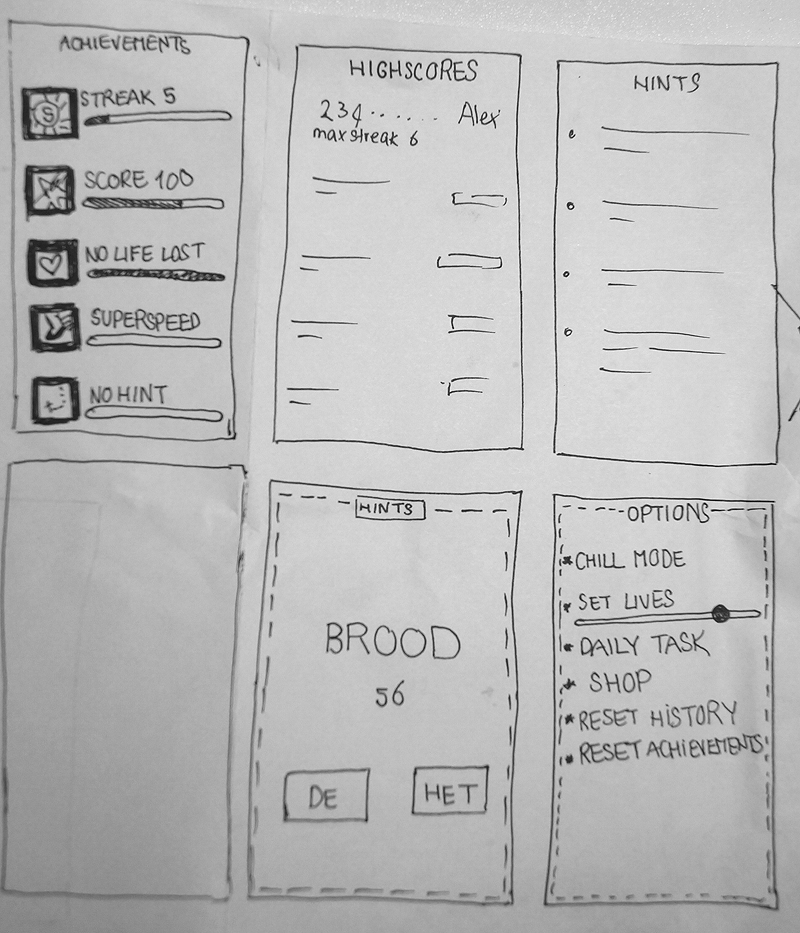 ACHIEVEMENTS
S
STREAK 5
SCORE 100
NO LIFE LOST
SUPERSPEED
NO HINT
HIGHSCORES
234...... Alex
max streak 6
HINTS
HINTS
BROOD
56
DE HET
OPTIONS
CHILL MODE
SET LIVES
DAILY TASK
SHOP
RESET HISTORY
RESET ACHIEVEMENTS